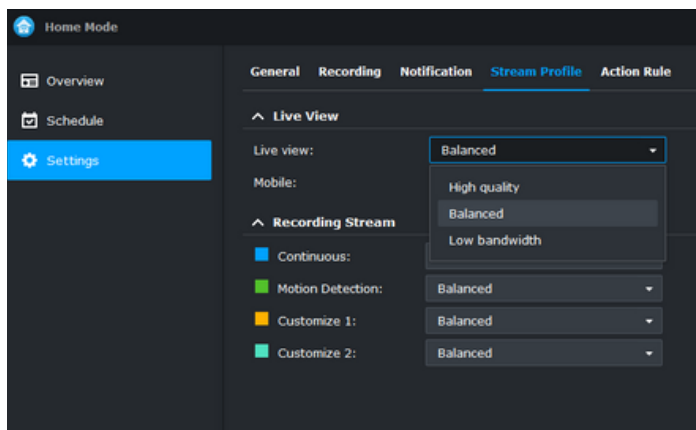 Home Mode
Overview
Schedule
Settings
General Recording Notification Stream Profile Action Rule
Live View
Live view: Balanced
Mobile:
High quality
Balanced
Low bandwidth
Recording Stream
Continuous:
Motion Detection: Balanced
Customize 1: Balanced
Customize 2: Balanced